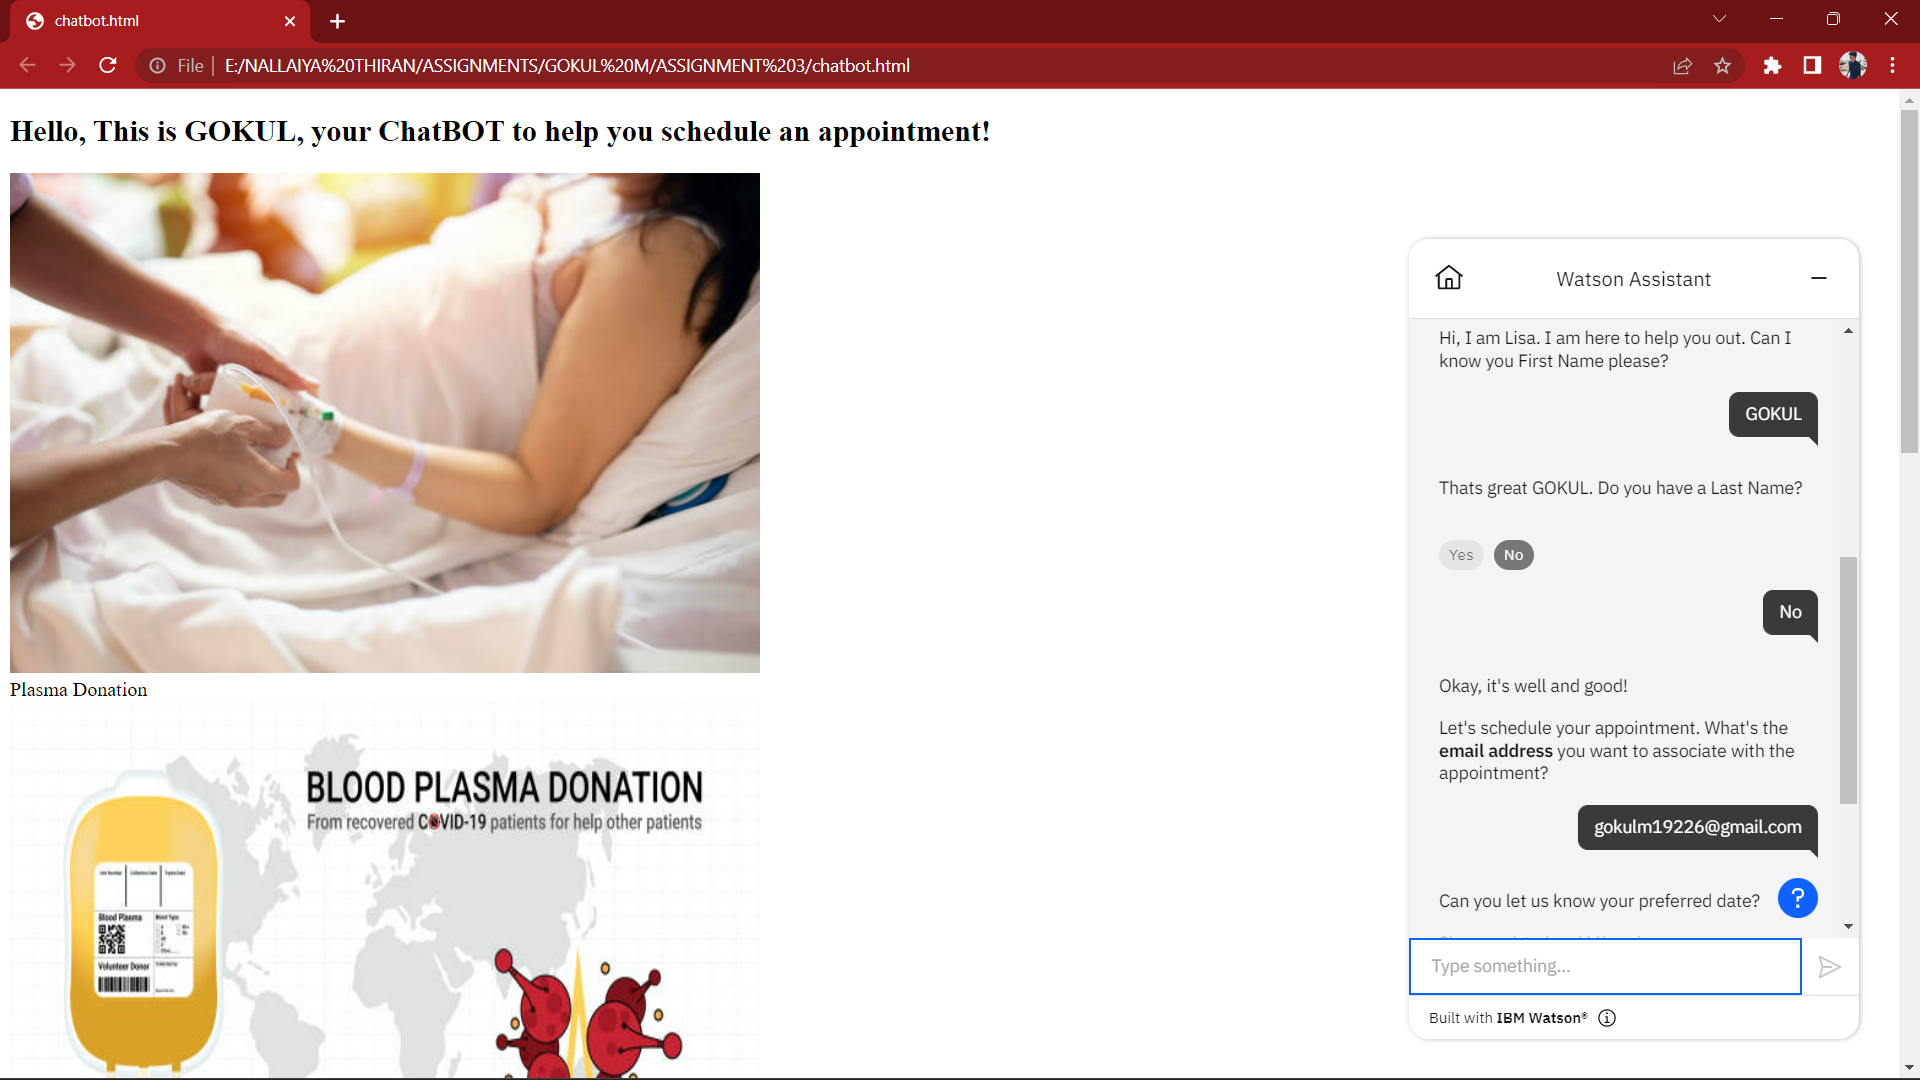 chatbot.html
File
E:/NALLAIYA%20THIRAN/ASSIGNMENTS/GOKUL%20M/ASSIGNMENT%203/chatbot.html
Hello, This is GOKUL, your ChatBOT to help you schedule an appointment!
Plasma Donation
BLOOD PLASMA DONATION
From recovered COVID-19 patients for help other patients
Blood Plasma
Blood Type
Volunteer Donor
Watson Assistant
Hi, I am Lisa. I am here to help you out. Can I
know you First Name please?
GOKUL
Thats great GOKUL. Do you have a Last Name?
Yes
No
No
Okay, it's well and good!
Let's schedule your appointment. What's the
email address you want to associate with the
appointment?
gokulm19226@gmail.com
Can you let us know your preferred date?
?
Type something...
Built with IBM Watson®